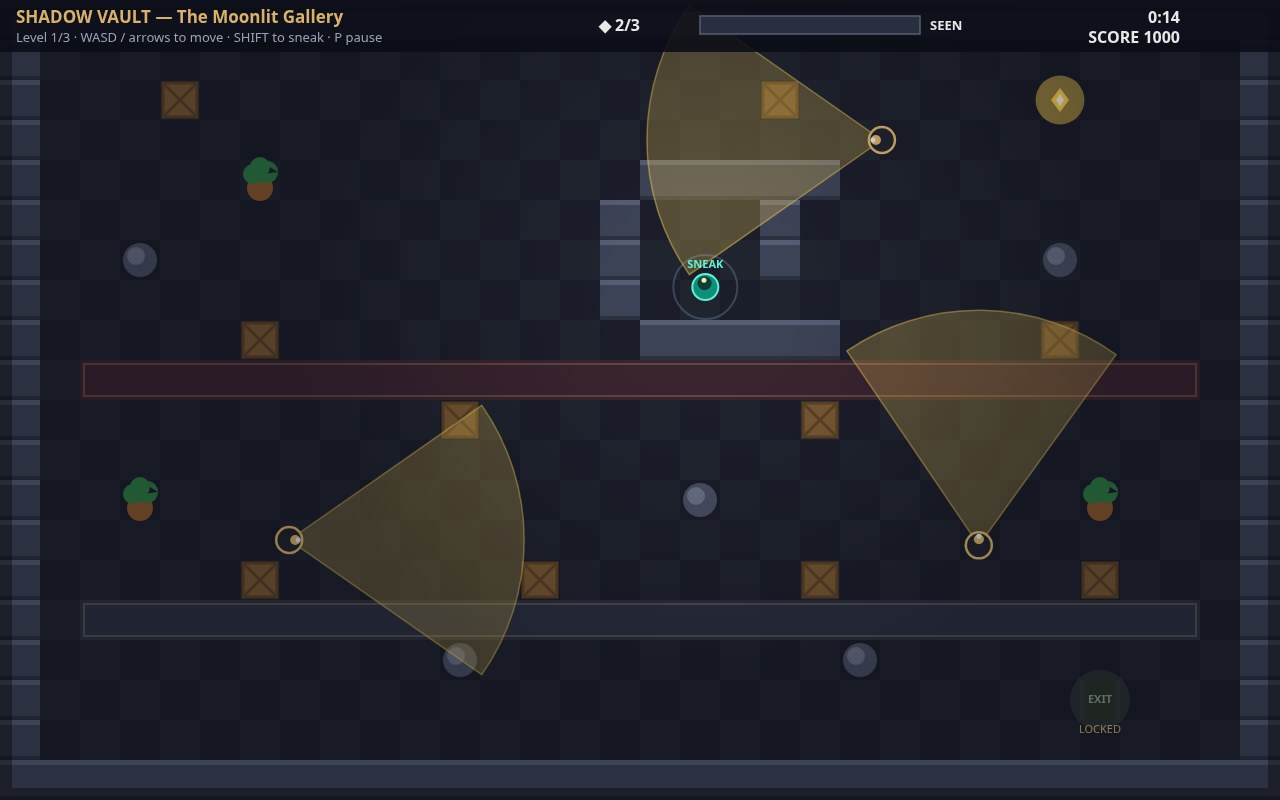 SHADOW VAULT — The Moonlit Gallery
Level 1/3 · WASD / arrows to move · SHIFT to sneak · P pause
◆ 2/3
SEEN
0:14
SCORE 1000
SNEAK
EXIT
LOCKED